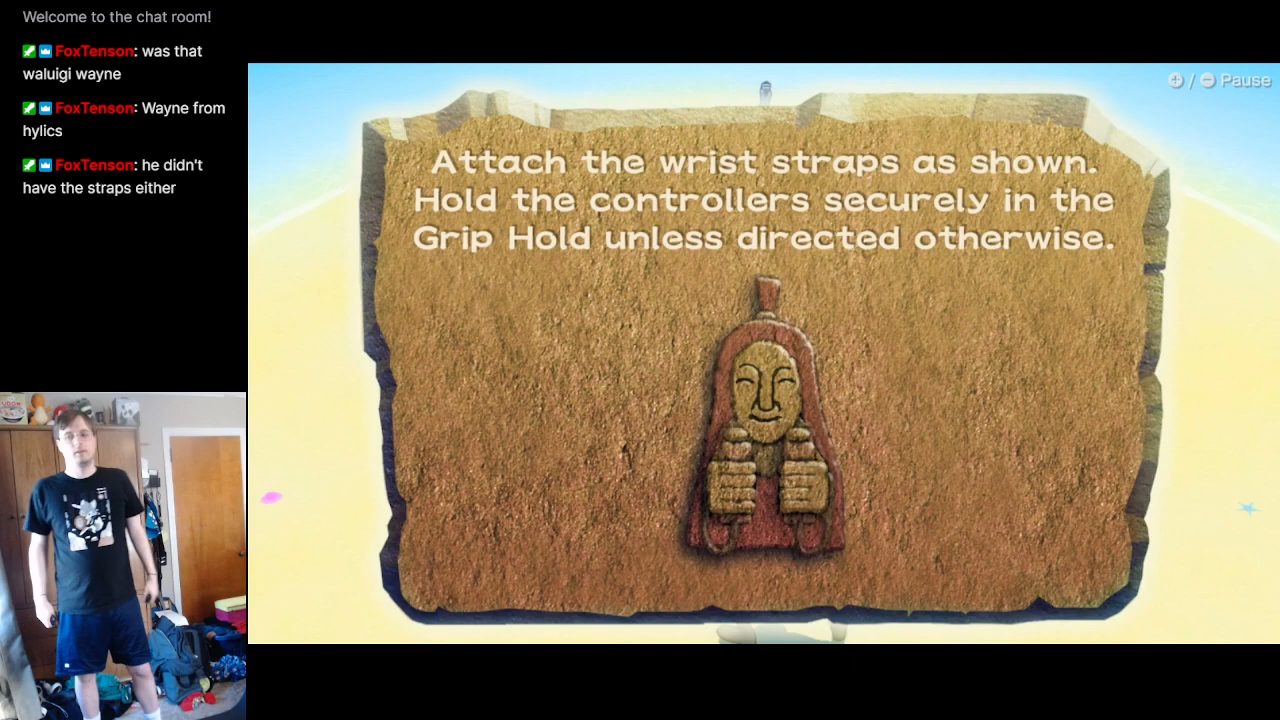 Welcome to the chat room!
FoxTenson: was that
waluigi wayne
FoxTenson: Wayne from
hylics
FoxTenson: he didn't
have the straps either
+ / - Pause
Attach the wrist straps as shown.
Hold the controllers securely in the
Grip Hold unless directed otherwise.
UDON